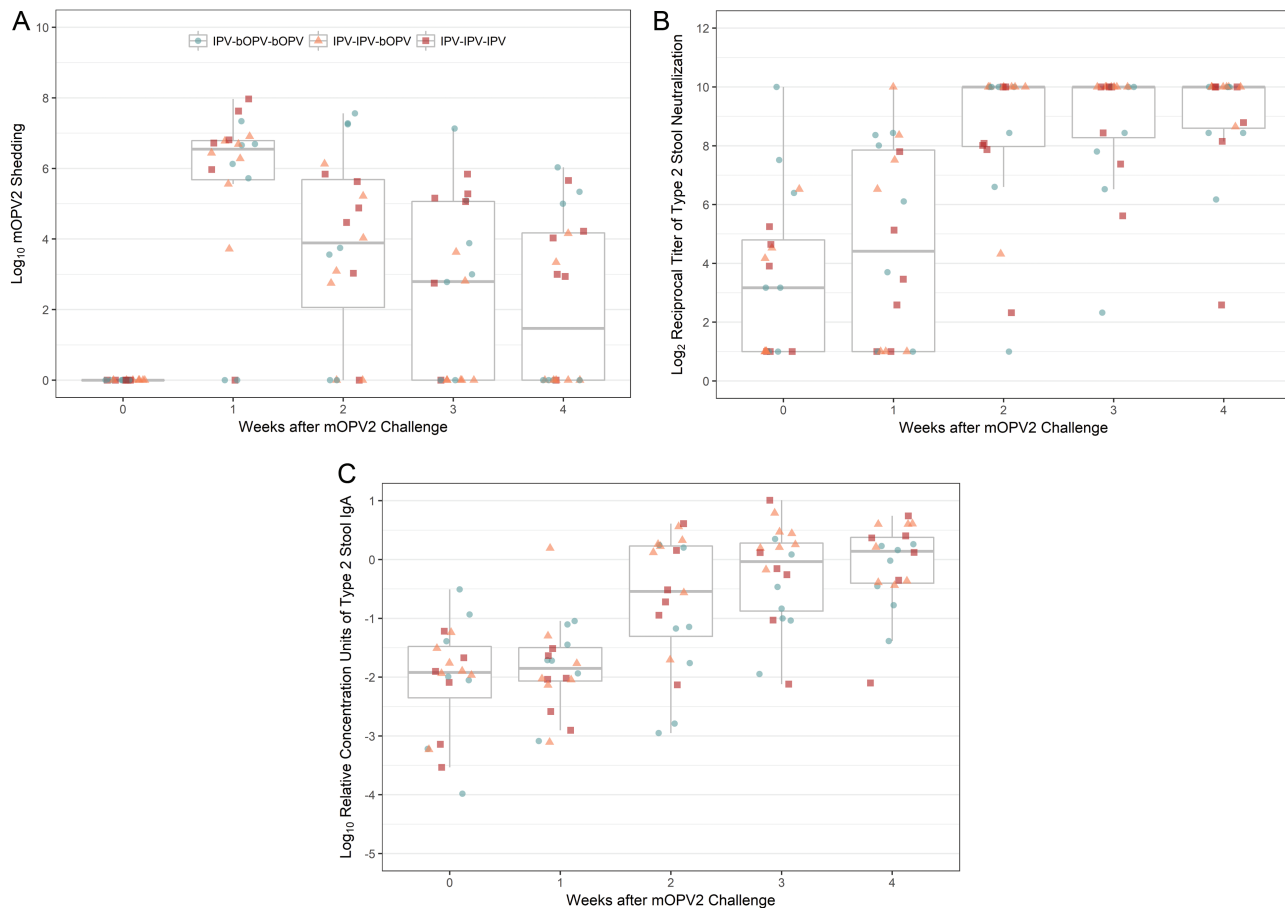 A
IPV-bOPV-bOPV IPV-IPV-bOPV IPV-IPV-IPV
Log₁₀ mOPV2 Shedding
10
8
6
4
2
0
0 1 2 3 4
Weeks after mOPV2 Challenge
B
Log₂ Reciprocal Titer of Type 2 Stool Neutralization
12
10
8
6
4
2
0
0 1 2 3 4
Weeks after mOPV2 Challenge
C
Log₁₀ Relative Concentration Units of Type 2 Stool IgA
1
0
-1
-2
-3
-4
-5
0 1 2 3 4
Weeks after mOPV2 Challenge